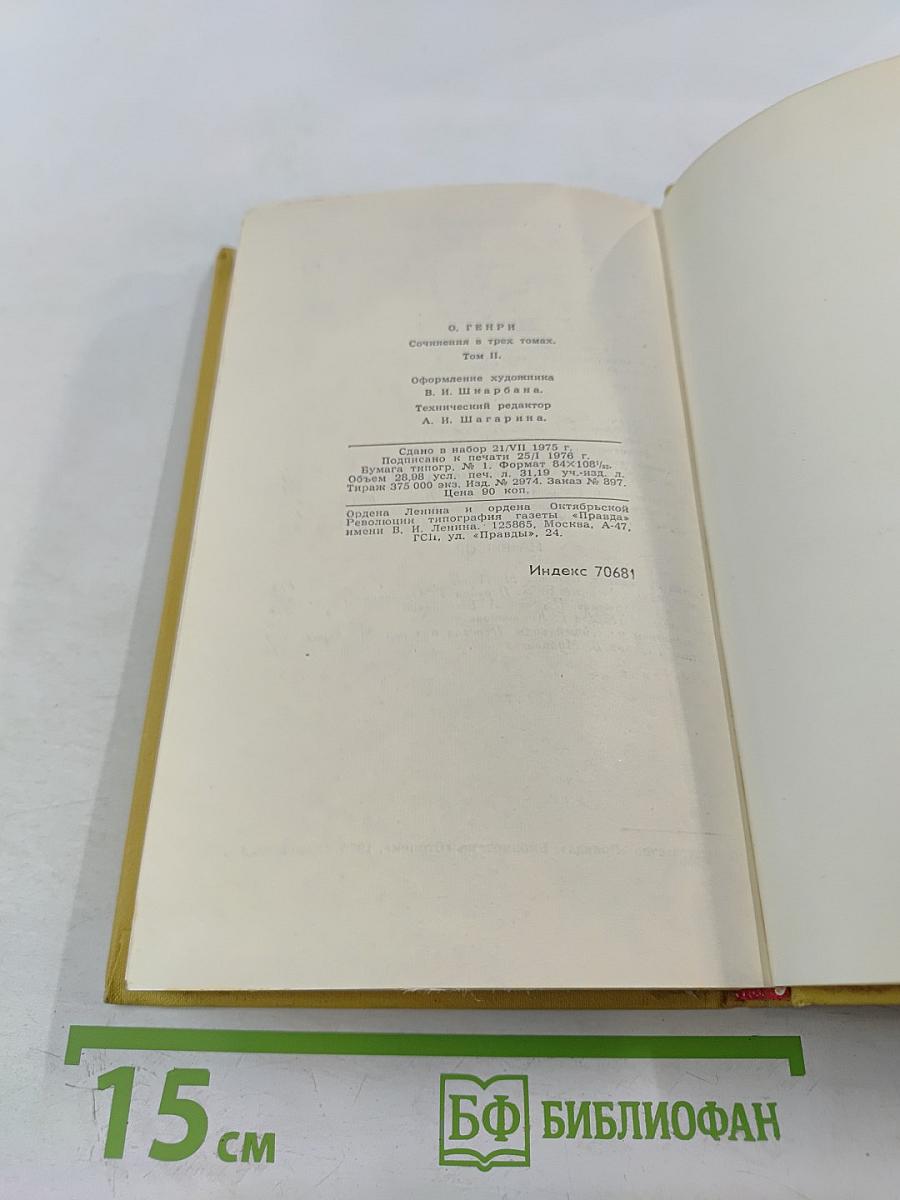 О. ГЕНРИ
Сочинения в трех томах.
Том II.
Оформление художника
В. И. Шнарбана.
Технический редактор
А. И. Шагарина.
Сдано в набор 21/VII 1975 г.
Подписано к печати 25/I 1976 г.
Бумага типогр. № 1. Формат 84×108¹/₃₂.
Объем 28,98 усл. печ. л. 31,19 уч.-изд. л.
Тираж 375 000 экз. Изд. № 2974. Заказ № 897.
Цена 90 коп.
Ордена Ленина и ордена Октябрьской
Революции типография газеты «Правда»
имени В. И. Ленина. 125865, Москва, А-47,
ГСП, ул. «Правды», 24.
Индекс 70681
15 см
БФ БИБЛИОФАН